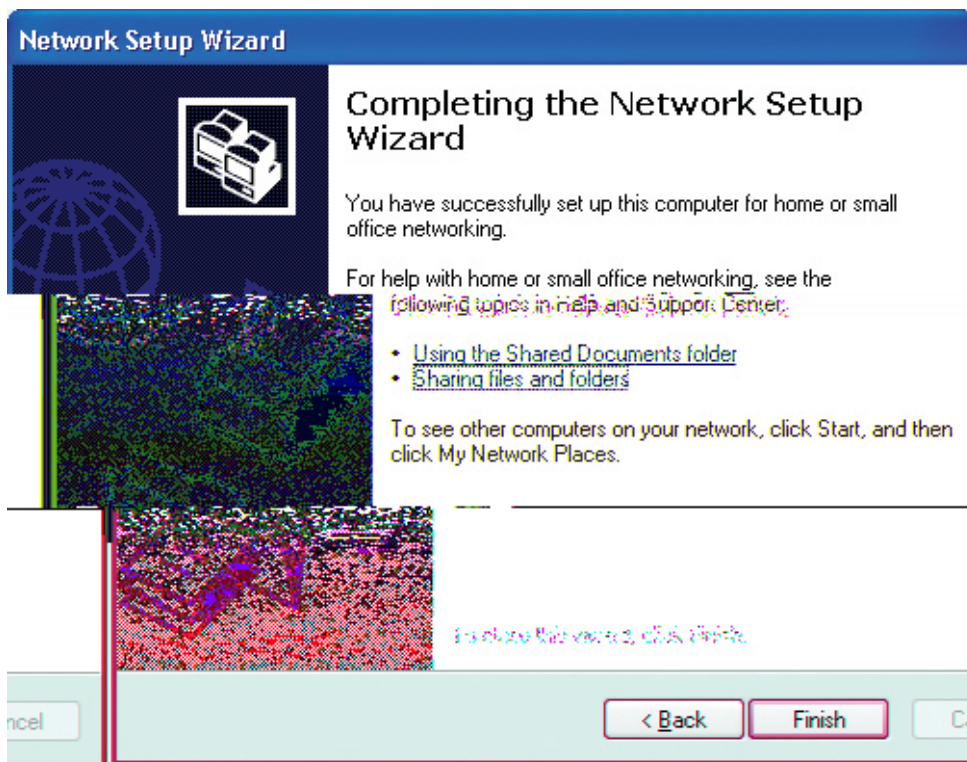 Network Setup Wizard
Completing the Network Setup
Wizard
You have successfully set up this computer for home or small
office networking.
For help with home or small office networking, see the
following topics in Help and Support Center:
• Using the Shared Documents folder
• Sharing files and folders
To see other computers on your network, click Start, and then
click My Network Places.
To close this wizard, click Finish.
ncel
< Back
Finish
Ca